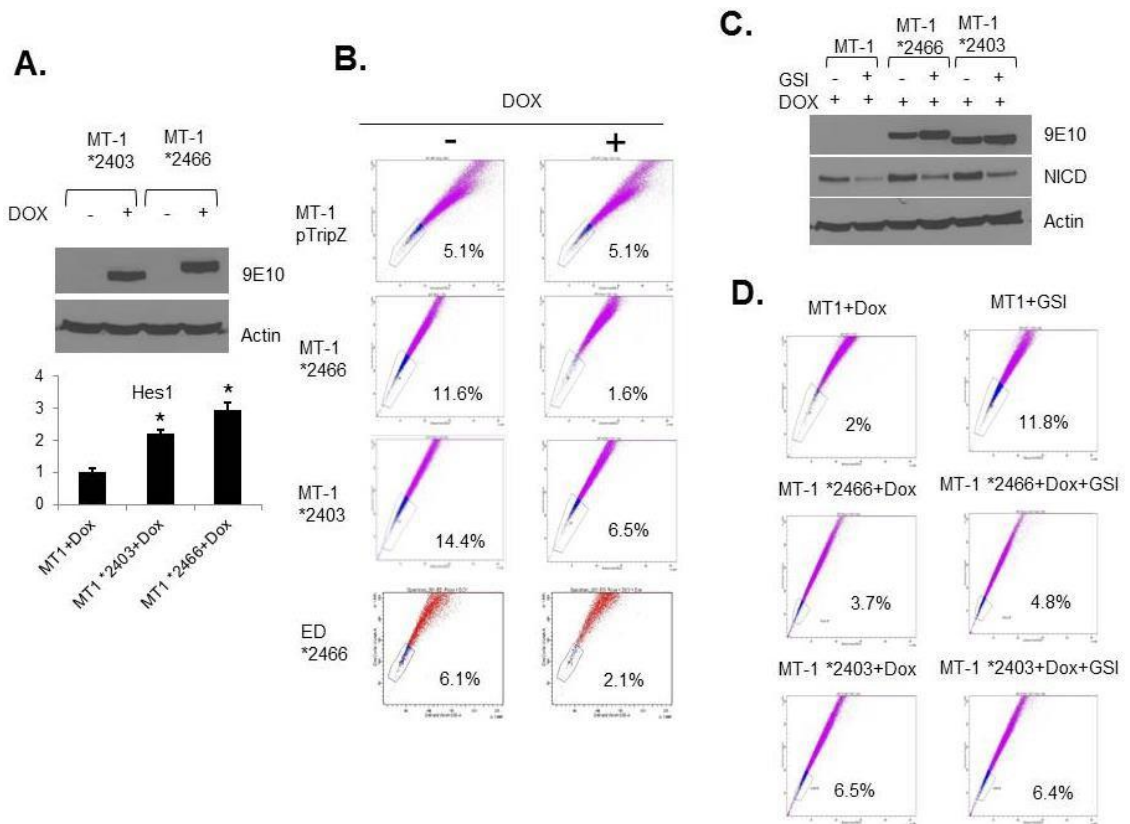 A.
MT-1
*2403
MT-1
*2466
DOX - + - +
9E10
Actin
Hes1
4
3
2
1
0
* *
MT1+Dox
MT1 *2403+Dox
MT1 *2466+Dox
B.
DOX
- +
MT-1
pTripZ
5.1% 5.1%
MT-1
*2466
11.6% 1.6%
MT-1
*2403
14.4% 6.5%
ED
*2466
6.1% 2.1%
C.
MT-1
MT-1
*2466
MT-1
*2403
GSI - + - + - +
DOX + + + + + +
9E10
NICD
Actin
D.
MT1+Dox MT1+GSI
2% 11.8%
MT-1 *2466+Dox MT-1 *2466+Dox+GSI
3.7% 4.8%
MT-1 *2403+Dox MT-1 *2403+Dox+GSI
6.5% 6.4%